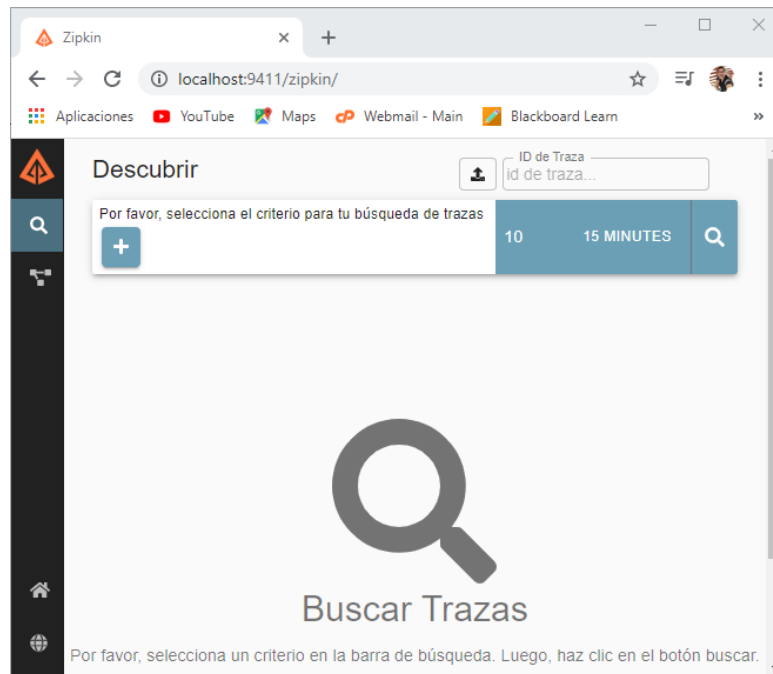 Zipkin
localhost:9411/zipkin/
Aplicaciones YouTube Maps Webmail - Main Blackboard Learn »
Descubrir
ID de Traza
id de traza...
Por favor, selecciona el criterio para tu búsqueda de trazas
10 15 MINUTES
Buscar Trazas
Por favor, selecciona un criterio en la barra de búsqueda. Luego, haz clic en el botón buscar.